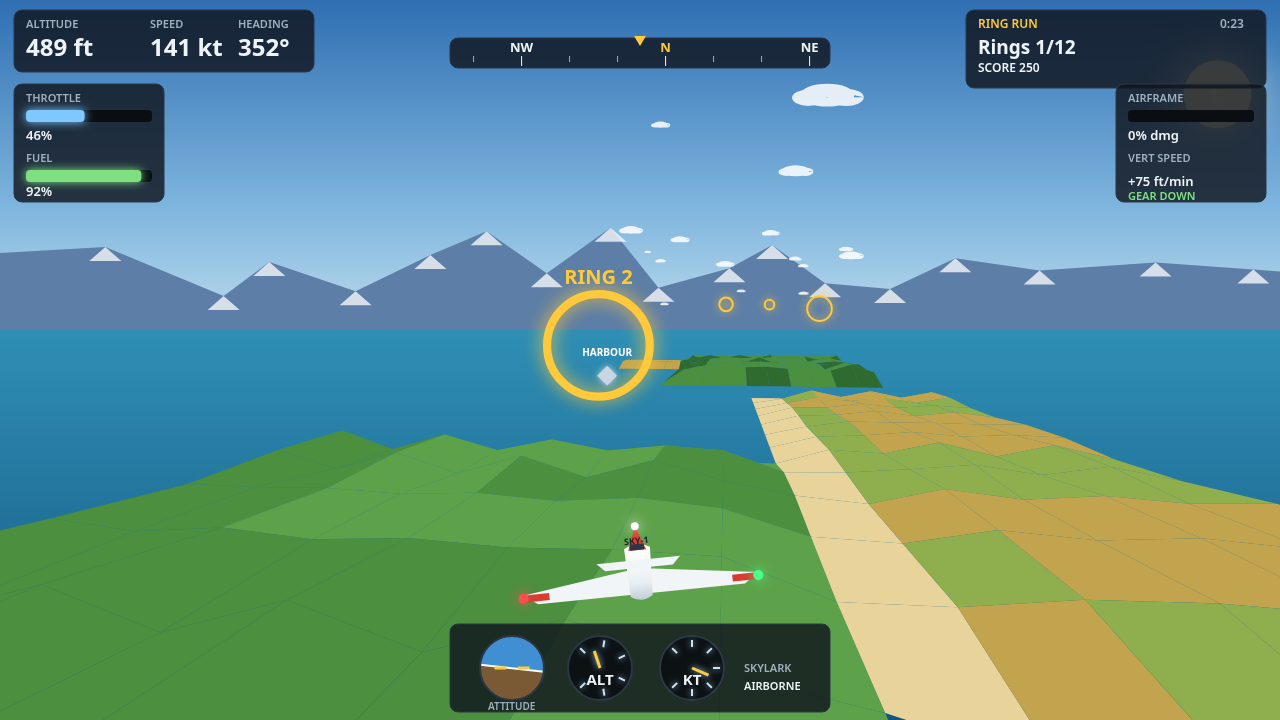 ALTITUDE SPEED HEADING
489 ft 141 kt 352°
THROTTLE
46%
FUEL
92%
NW N NE
RING RUN 0:23
Rings 1/12
SCORE 250
AIRFRAME
0% dmg
VERT SPEED
+75 ft/min
GEAR DOWN
RING 2
HARBOUR
SKY-1
ATTITUDE
ALT
KT
SKYLARK
AIRBORNE